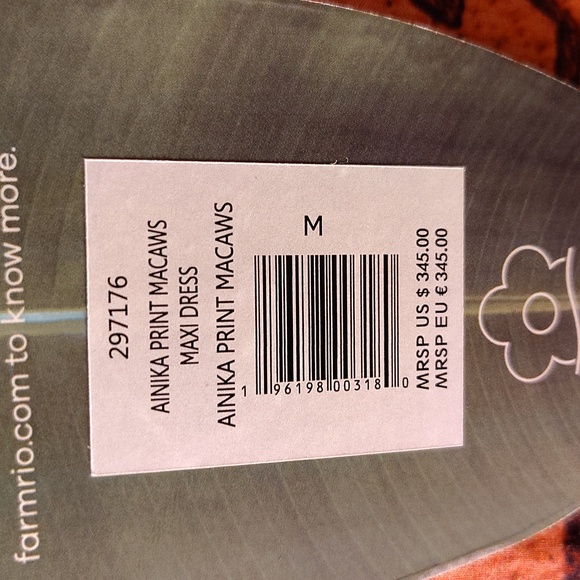 farmrio.com to know more.
297176
AINIKA PRINT MACAWS
MAXI DRESS
AINIKA PRINT MACAWS
M
1 96198 00318 0
MRSP US $ 345.00
MRSP EU € 345.00